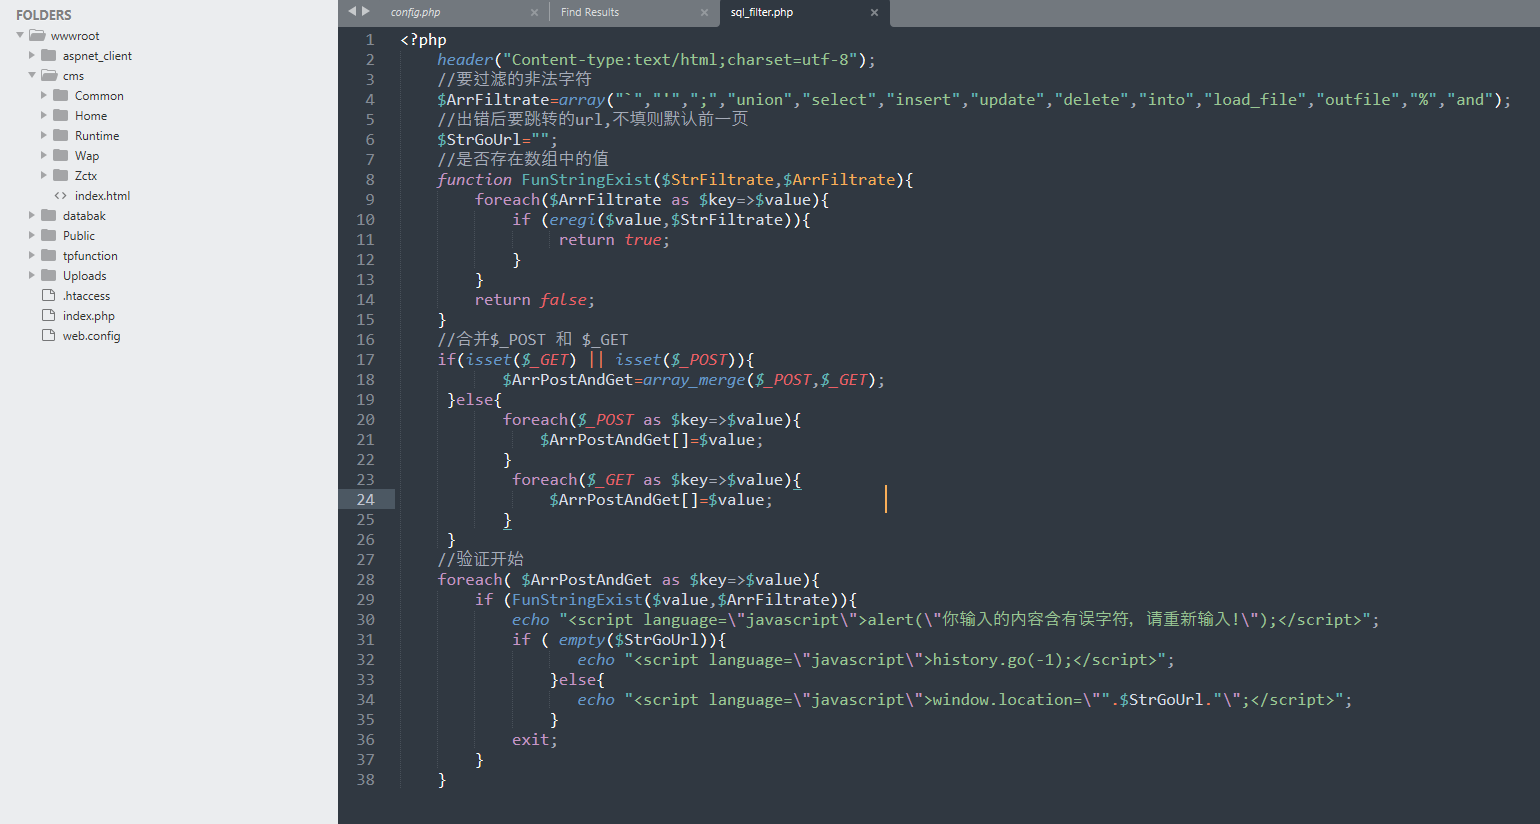 FOLDERS
wwwroot
aspnet_client
cms
Common
Home
Runtime
Wap
Zctx
<> index.html
databak
Public
tpfunction
Uploads
.htaccess
index.php
web.config
config.php × Find Results × sql_filter.php ×
1 <?php
2 header("Content-type:text/html;charset=utf-8");
3 //要过滤的非法字符
4 $ArrFiltrate=array("`","'",";","union","select","insert","update","delete","into","load_file","outfile","%","and");
5 //出错后要跳转的url,不填则默认前一页
6 $StrGoUrl="";
7 //是否存在数组中的值
8 function FunStringExist($StrFiltrate,$ArrFiltrate){
9 foreach($ArrFiltrate as $key=>$value){
10 if (eregi($value,$StrFiltrate)){
11 return true;
12 }
13 }
14 return false;
15 }
16 //合并$_POST 和 $_GET
17 if(isset($_GET) || isset($_POST)){
18 $ArrPostAndGet=array_merge($_POST,$_GET);
19 }else{
20 foreach($_POST as $key=>$value){
21 $ArrPostAndGet[]=$value;
22 }
23 foreach($_GET as $key=>$value){
24 $ArrPostAndGet[]=$value;
25 }
26 }
27 //验证开始
28 foreach( $ArrPostAndGet as $key=>$value){
29 if (FunStringExist($value,$ArrFiltrate)){
30 echo "<script language=\"javascript\">alert(\"你输入的内容含有误字符, 请重新输入!\");</script>";
31 if ( empty($StrGoUrl)){
32 echo "<script language=\"javascript\">history.go(-1);</script>";
33 }else{
34 echo "<script language=\"javascript\">window.location=\"".$StrGoUrl."\";</script>";
35 }
36 exit;
37 }
38 }